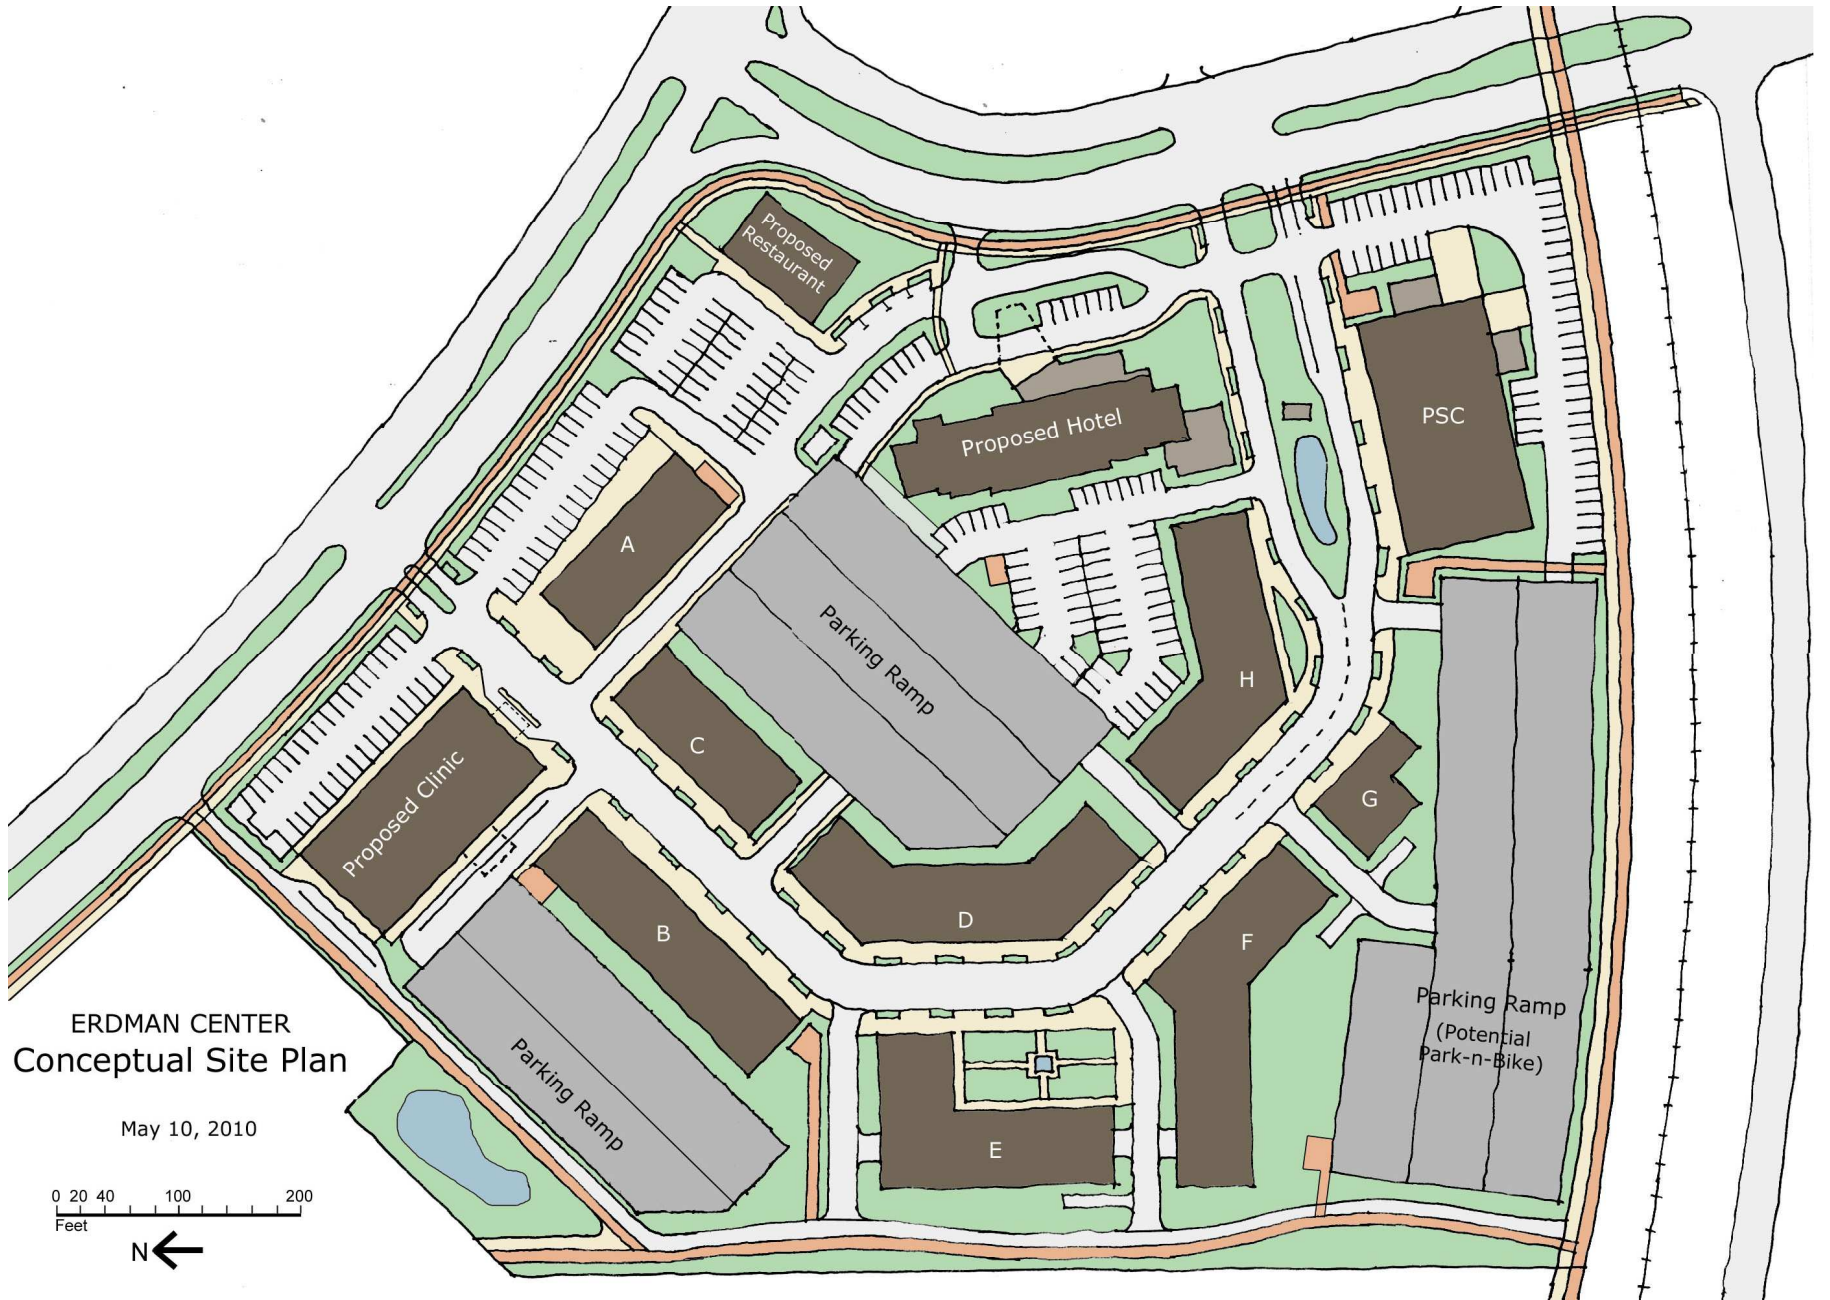 Proposed
Restaurant
PSC
Proposed Hotel
A
Parking Ramp
H
C
G
Proposed Clinic
D
B
F
Parking Ramp
(Potential
Park-n-Bike)
ERDMAN CENTER
Conceptual Site Plan
Parking Ramp
May 10, 2010
E
0 20 40 100 200
Feet
N